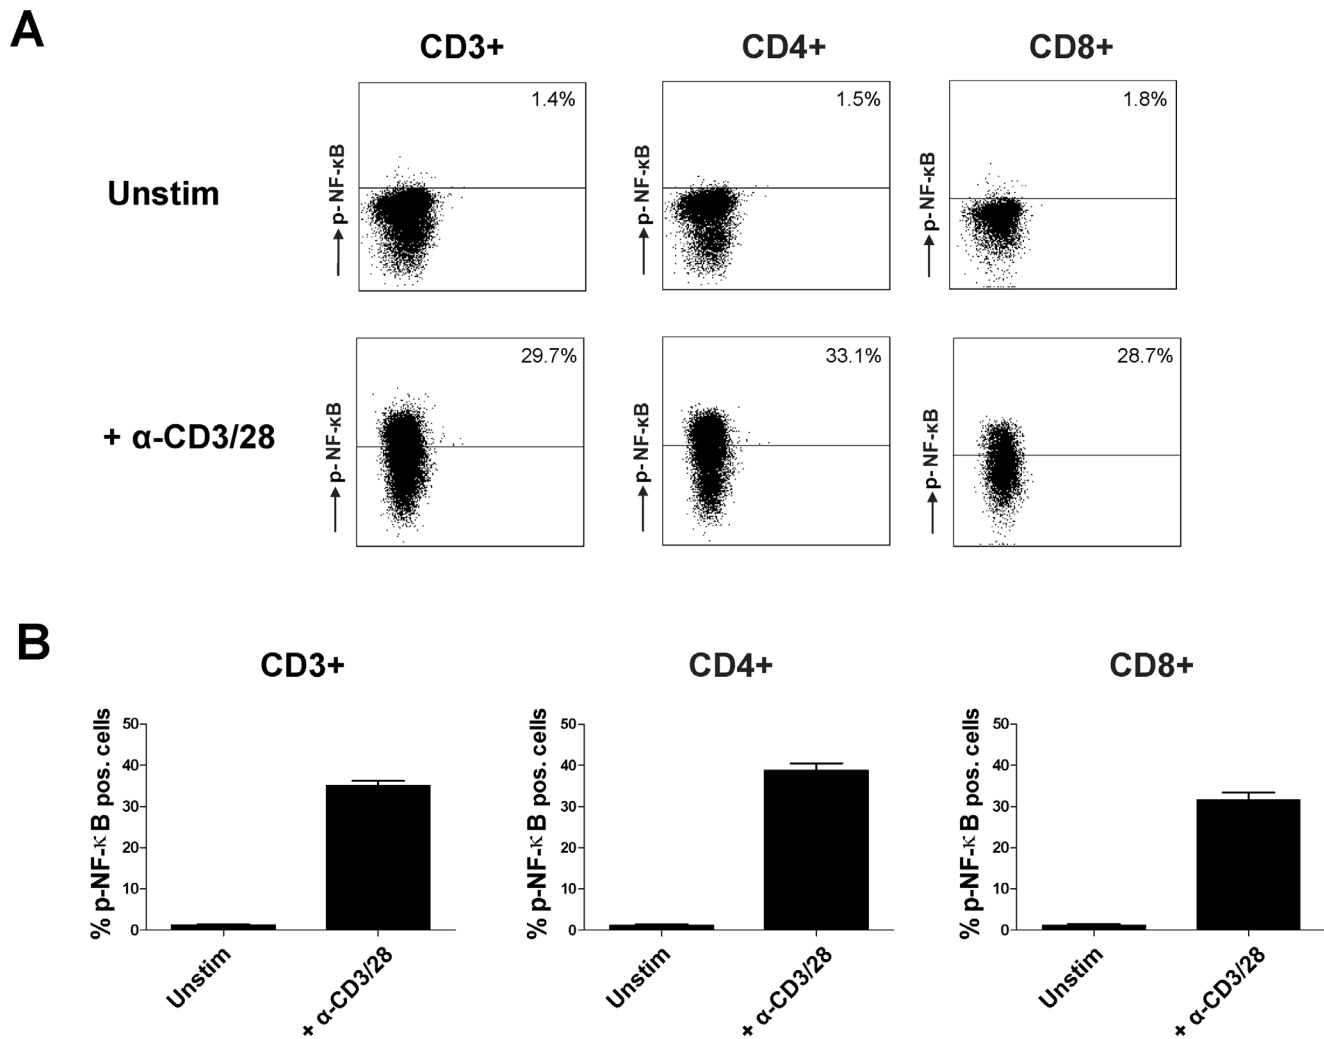 A
CD3+ CD4+ CD8+
Unstim
p-NF-κB 1.4%
p-NF-κB 1.5%
p-NF-κB 1.8%
+ α-CD3/28
p-NF-κB 29.7%
p-NF-κB 33.1%
p-NF-κB 28.7%
B
CD3+
% p-NF-κ B pos. cells
50
40
30
20
10
0
Unstim
+ α-CD3/28
CD4+
% p-NF-κ B pos. cells
50
40
30
20
10
0
Unstim
+ α-CD3/28
CD8+
% p-NF-κ B pos. cells
50
40
30
20
10
0
Unstim
+ α-CD3/28